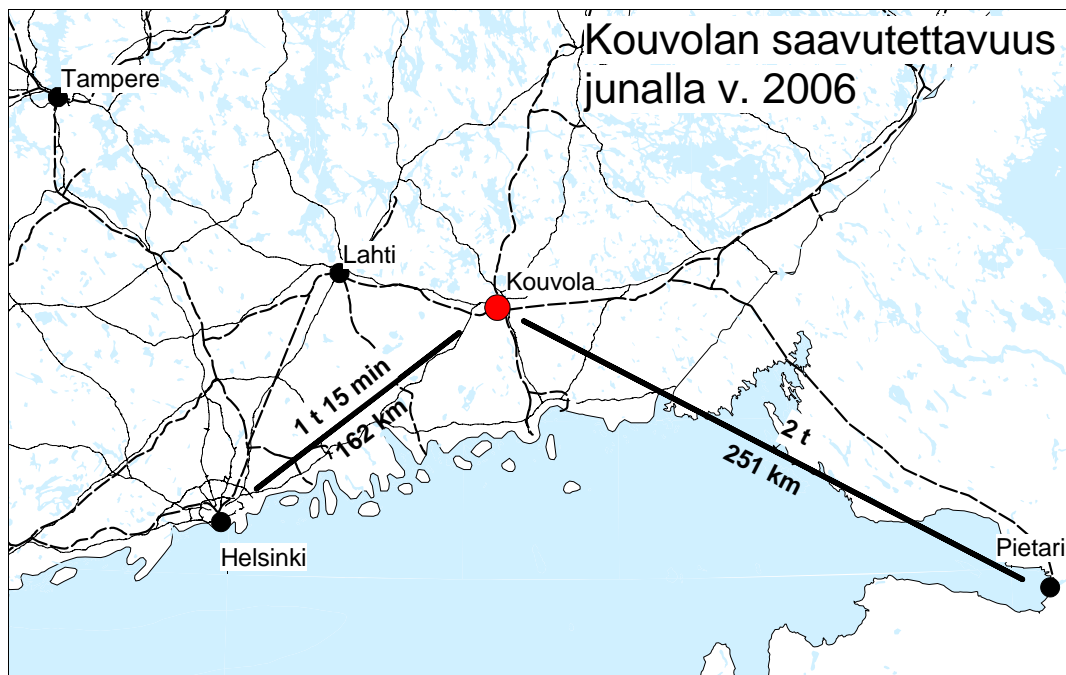 Kouvolan saavutettavuus
junalla v. 2006
Tampere
Lahti
Kouvola
1 t 15 min
162 km
2 t
251 km
Pietari
Helsinki